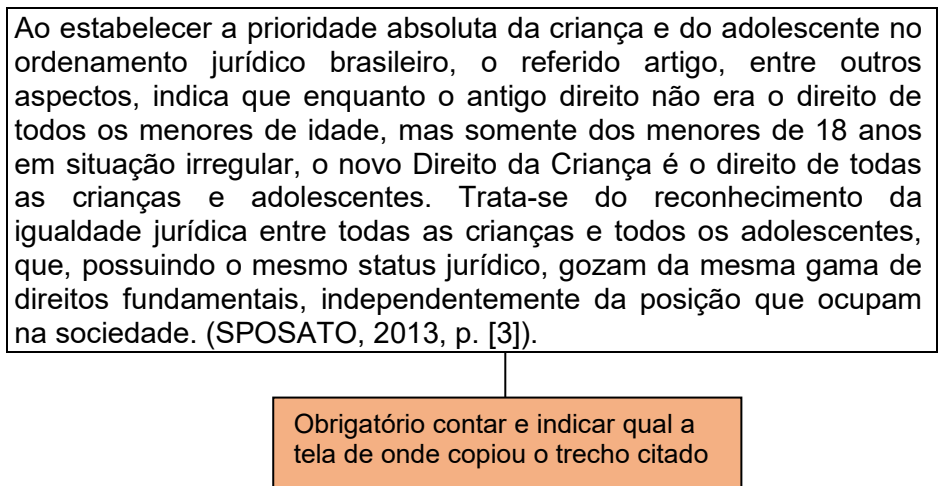 Ao estabelecer a prioridade absoluta da criança e do adolescente no
ordenamento jurídico brasileiro, o referido artigo, entre outros
aspectos, indica que enquanto o antigo direito não era o direito de
todos os menores de idade, mas somente dos menores de 18 anos
em situação irregular, o novo Direito da Criança é o direito de todas
as crianças e adolescentes. Trata-se do reconhecimento da
igualdade jurídica entre todas as crianças e todos os adolescentes,
que, possuindo o mesmo status jurídico, gozam da mesma gama de
direitos fundamentais, independentemente da posição que ocupam
na sociedade. (SPOSATO, 2013, p. [3]).
Obrigatório contar e indicar qual a
tela de onde copiou o trecho citado